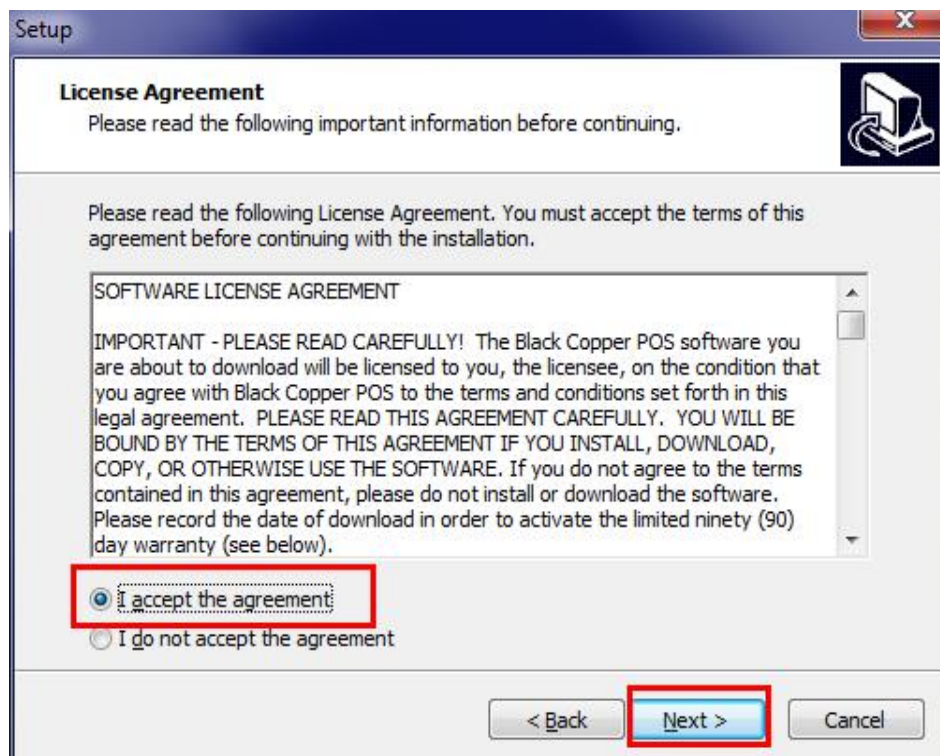 Setup
X
License Agreement
Please read the following important information before continuing.
Please read the following License Agreement. You must accept the terms of this
agreement before continuing with the installation.
SOFTWARE LICENSE AGREEMENT
IMPORTANT - PLEASE READ CAREFULLY! The Black Copper POS software you
are about to download will be licensed to you, the licensee, on the condition that
you agree with Black Copper POS to the terms and conditions set forth in this
legal agreement. PLEASE READ THIS AGREEMENT CAREFULLY. YOU WILL BE
BOUND BY THE TERMS OF THIS AGREEMENT IF YOU INSTALL, DOWNLOAD,
COPY, OR OTHERWISE USE THE SOFTWARE. If you do not agree to the terms
contained in this agreement, please do not install or download the software.
Please record the date of download in order to activate the limited ninety (90)
day warranty (see below).
I accept the agreement
I do not accept the agreement
< Back Next > Cancel